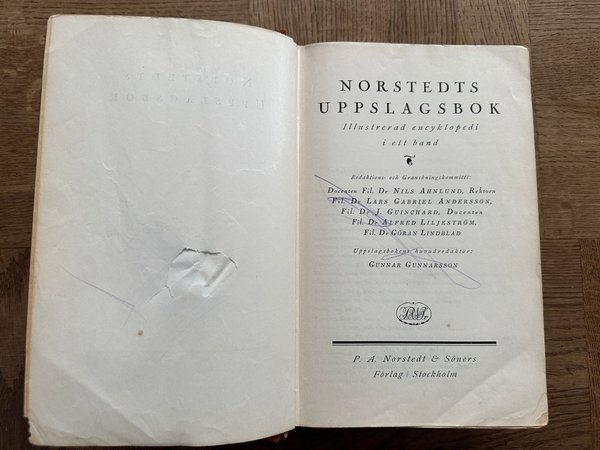 NORSTEDTS
UPPSLAGSBOK
NORSTEDTS
UPPSLAGSBOK
Illustrerad encyklopedi
i ett band
Redaktions- och Granskningskommitté:
Docenten Fil. Dr NILS AHNLUND, Rektorn
Fil. Dr LARS GABRIEL ANDERSSON,
Fil. Dr J. GUINCHARD, Docenten
Fil. Dr ALFRED LILJESTRÖM,
Fil. Dr GÖRAN LINDBLAD
Uppslagsbokens huvudredaktör:
GUNNAR GUNNARSSON
P. A. Norstedt & Söners
Förlag i Stockholm